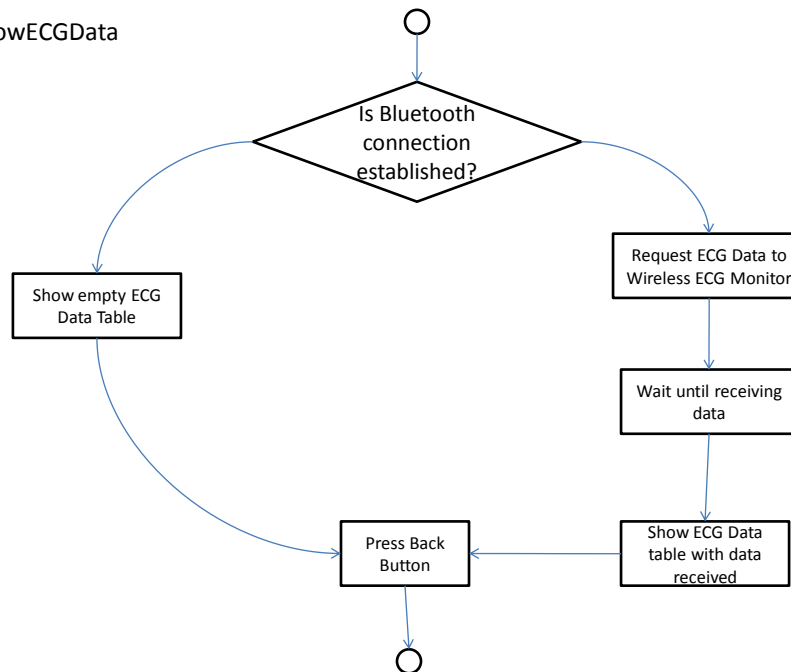 owECGData
Is Bluetooth
connection
established?
Request ECG Data to
Wireless ECG Monitor
Show empty ECG
Data Table
Wait until receiving
data
Press Back
Button
Show ECG Data
table with data
received